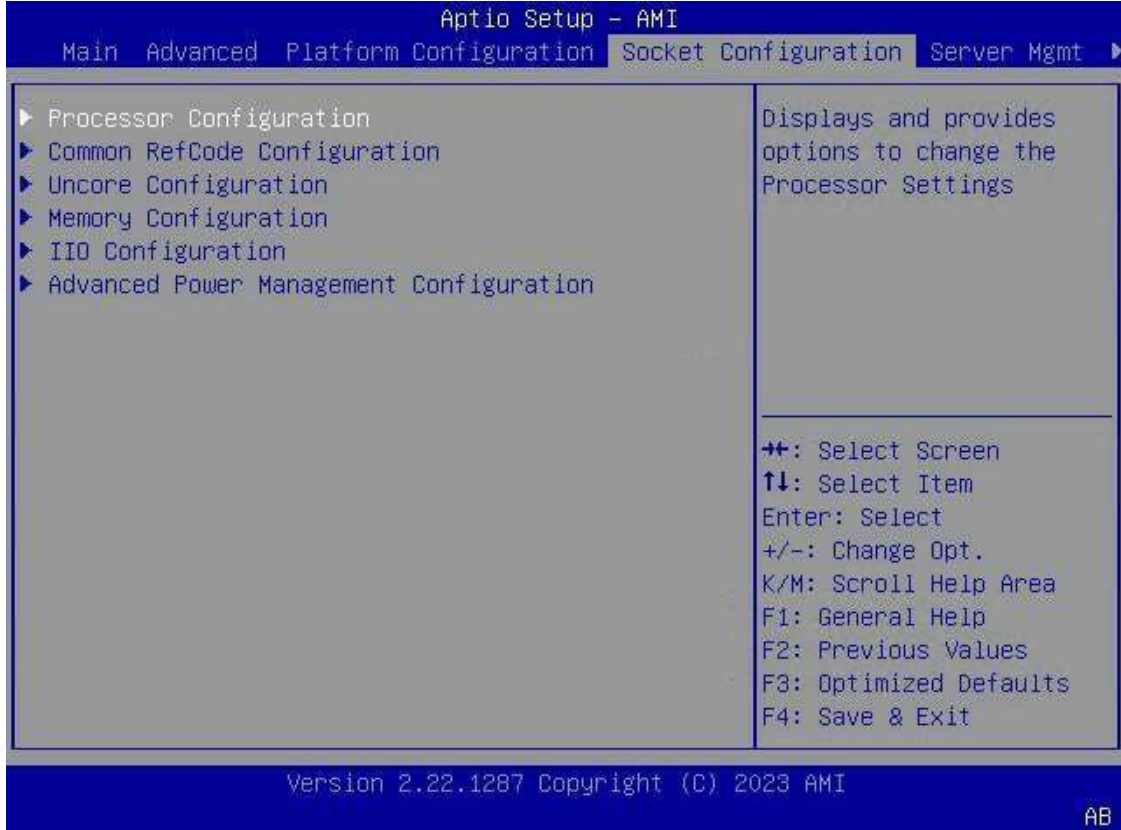 Aptio Setup – AMI
Main Advanced Platform Configuration Socket Configuration Server Mgmt ▶
▶ Processor Configuration
▶ Common RefCode Configuration
▶ Uncore Configuration
▶ Memory Configuration
▶ IIO Configuration
▶ Advanced Power Management Configuration
Displays and provides
options to change the
Processor Settings
→←: Select Screen
↑↓: Select Item
Enter: Select
+/-: Change Opt.
K/M: Scroll Help Area
F1: General Help
F2: Previous Values
F3: Optimized Defaults
F4: Save & Exit
Version 2.22.1287 Copyright (C) 2023 AMI
AB